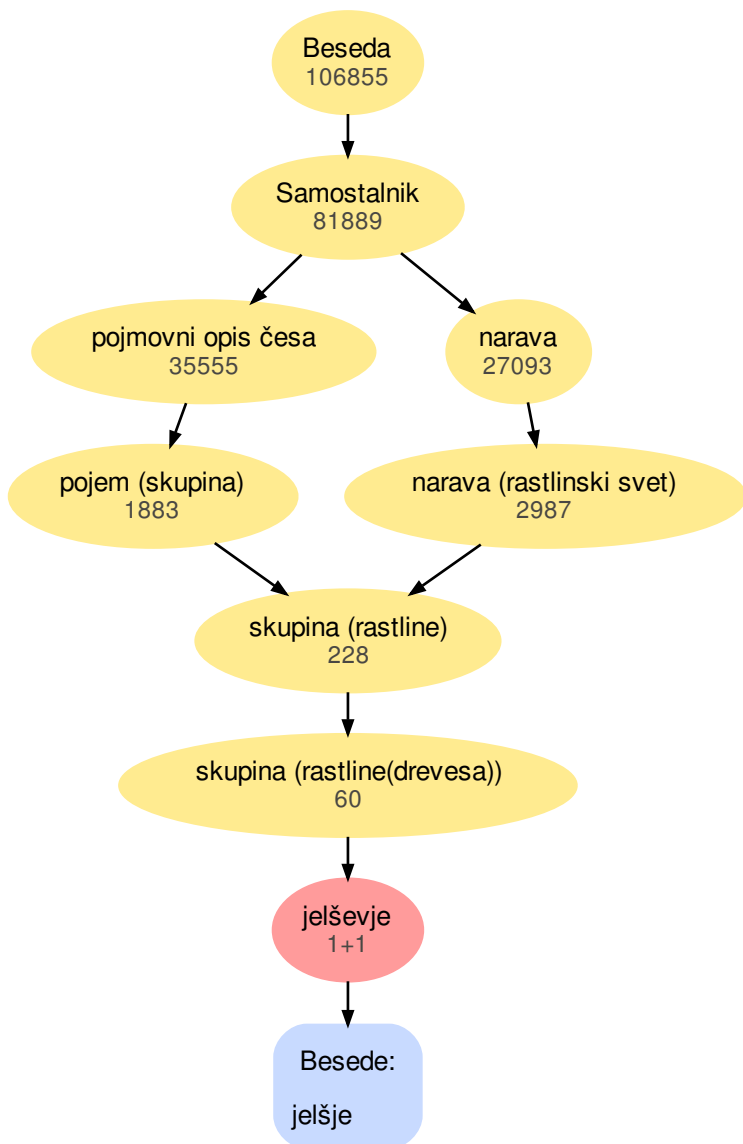 Beseda
106855
Samostalnik
81889
pojmovni opis česa
35555
narava
27093
pojem (skupina)
1883
narava (rastlinski svet)
2987
skupina (rastline)
228
skupina (rastline(drevesa))
60
jelševje
1+1
Besede:
jelšje